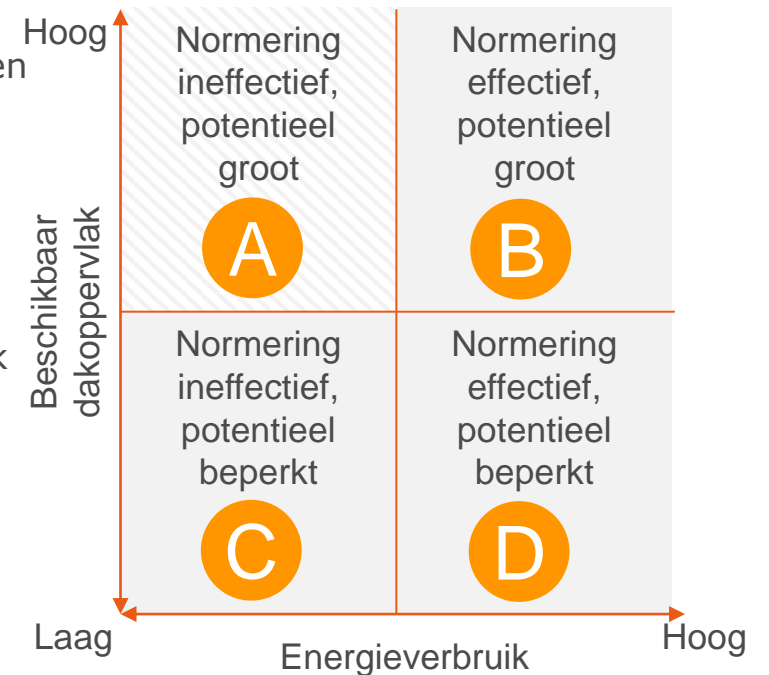 Hoog
en
Normering
ineffectief,
potentieel
groot
A
Normering
effectief,
potentieel
groot
B
Beschikbaar
dakoppervlak
k
Normering
ineffectief,
potentieel
beperkt
C
Normering
effectief,
potentieel
beperkt
D
Laag
Energieverbruik
Hoog